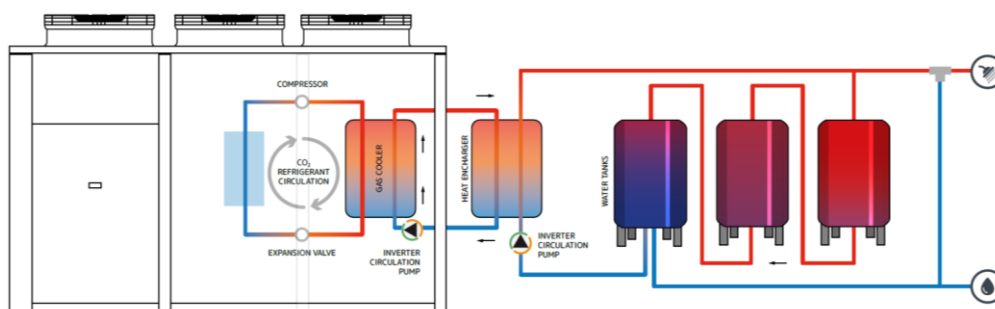 COMPRESSOR
CO₂
REFRIGERANT
CIRCULATION
EXPANSION VALVE
GAS COOLER
INVERTER
CIRCULATION
PUMP
HEAT ENCHARGER
INVERTER
CIRCULATION
PUMP
WATER TANKS